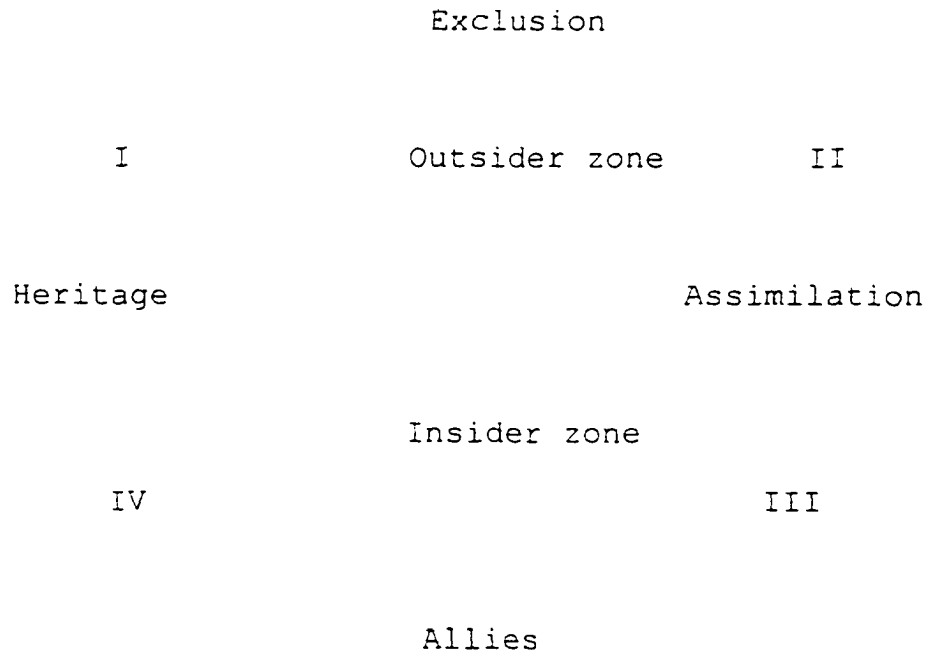 Exclusion
I Outsider zone II
Heritage Assimilation
Insider zone
IV III
Allies